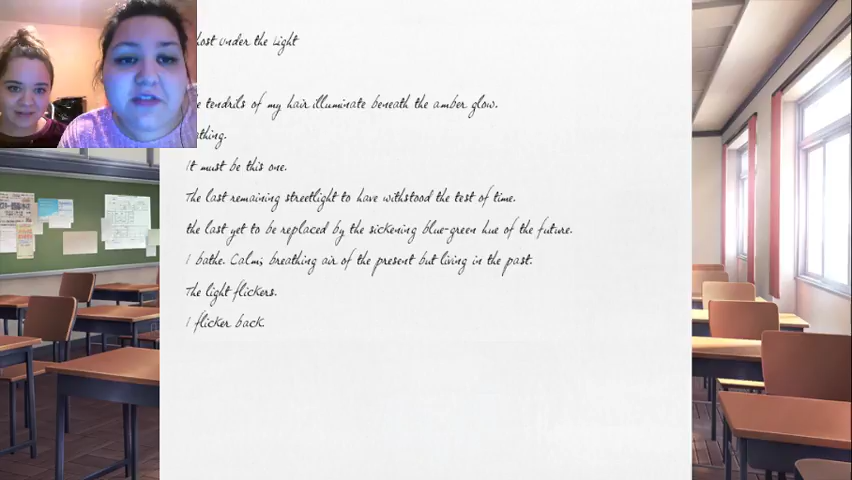 host Under the Light
e tendrils of my hair illuminate beneath the amber glow.
athing.
It must be this one.
The last remaining streetlight to have withstood the test of time.
the last yet to be replaced by the sickening blue-green hue of the future.
I bathe. Calm; breathing air of the present but living in the past.
The light flickers.
I flicker back.